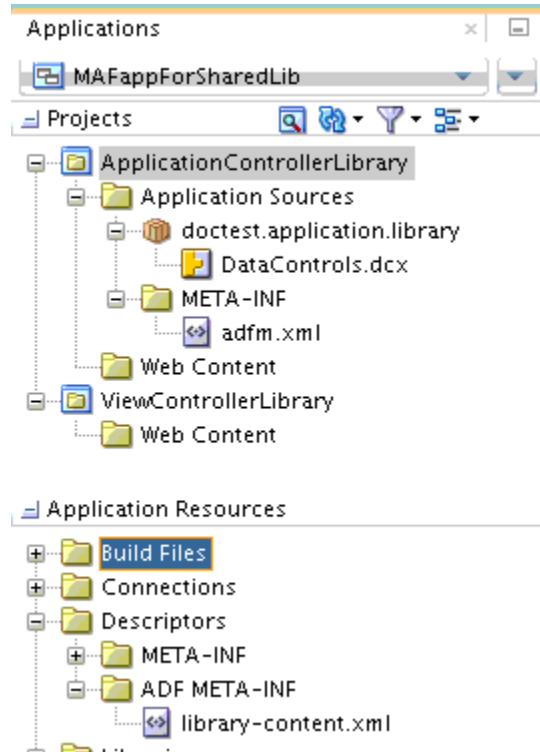 Applications
MAFappForSharedLib
Projects
ApplicationControllerLibrary
Application Sources
doctest.application.library
DataControls.dcx
META-INF
adfm.xml
Web Content
ViewControllerLibrary
Web Content
Application Resources
Build Files
Connections
Descriptors
META-INF
ADF META-INF
library-content.xml